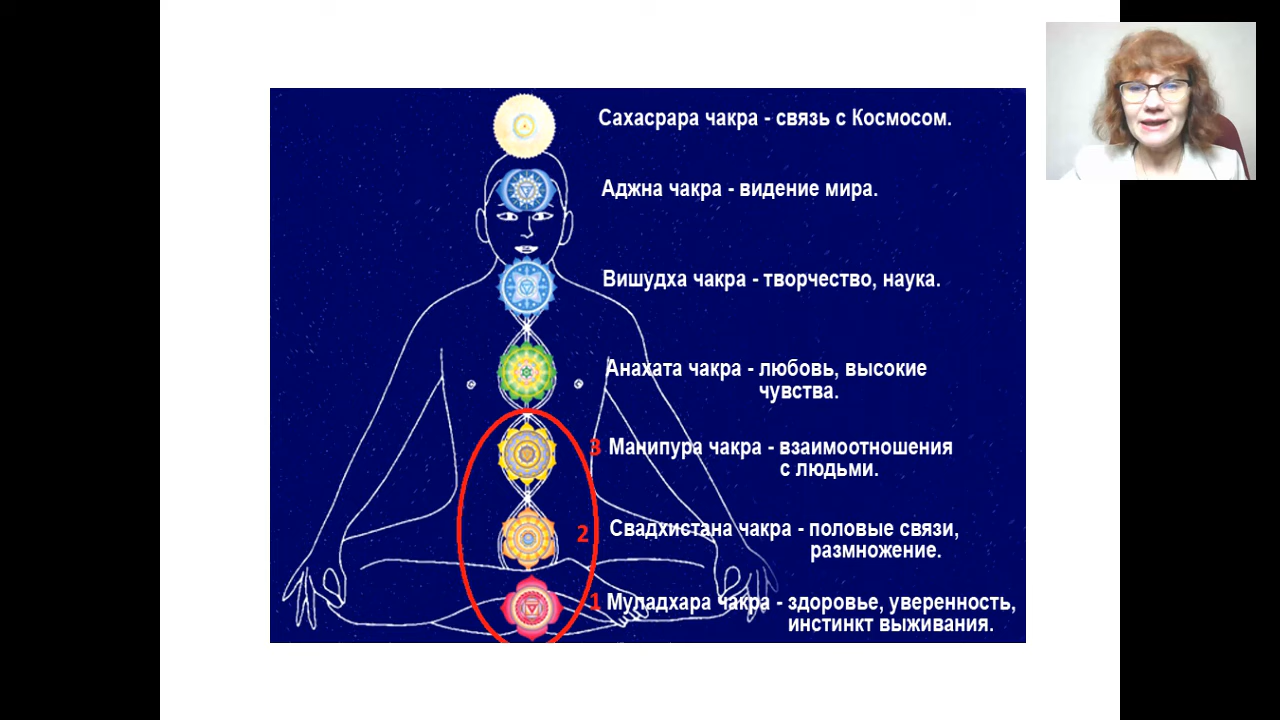 Сахасрара чакра - связь с Космосом.
Аджна чакра - видение мира.
Вишудха чакра - творчество, наука.
Анахата чакра - любовь, высокие
чувства.
3 Манипура чакра - взаимоотношения
с людьми.
2 Свадхистана чакра - половые связи,
размножение.
1 Муладхара чакра - здоровье, уверенность,
инстинкт выживания.